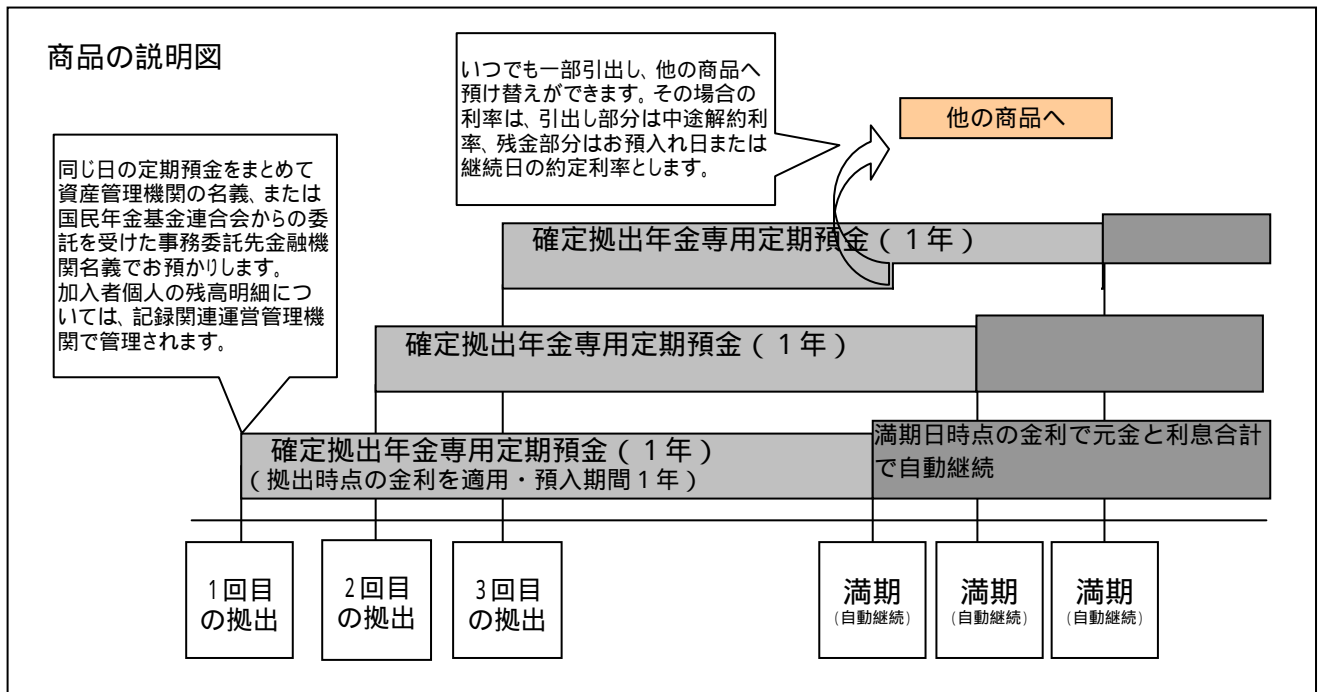 商品の説明図
いつでも一部引出し、他の商品へ
預け替えができます。その場合の
利率は、引出し部分は中途解約利
率、残金部分はお預入れ日または
継続日の約定利率とします。
他の商品へ
同じ日の定期預金をまとめて
資産管理機関の名義、または
国民年金基金連合会からの委
託を受けた事務委託先金融機
関名義でお預かりします。
加入者個人の残高明細につ
いては、記録関連運営管理機
関で管理されます。
確定拠出年金専用定期預金（１年）
確定拠出年金専用定期預金（１年）
確定拠出年金専用定期預金（１年）
（拠出時点の金利を適用・預入期間１年）
満期日時点の金利で元金と利息合計
で自動継続
1回目
の拠出
2回目
の拠出
3回目
の拠出
満期
（自動継続）
満期
（自動継続）
満期
（自動継続）